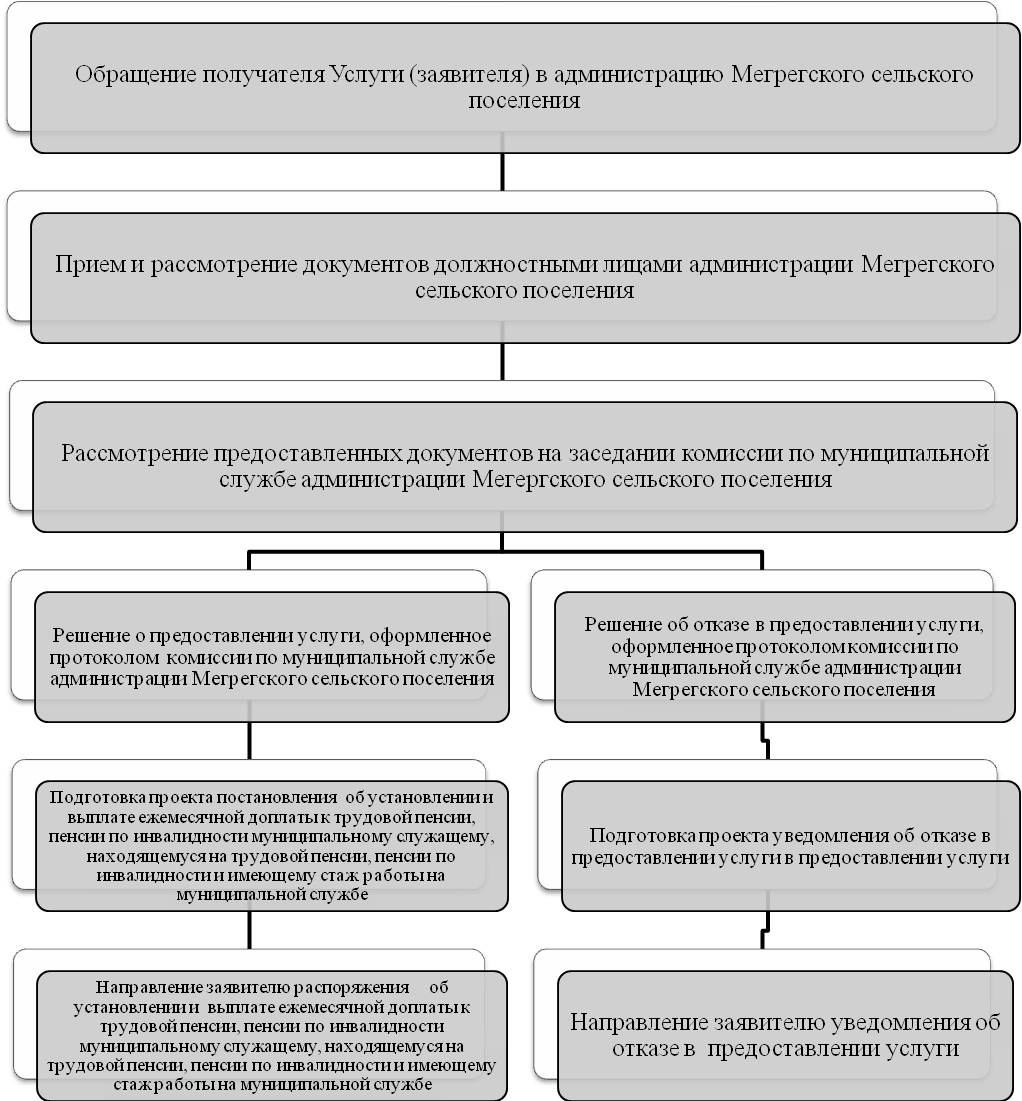 Обращение получателя Услуги (заявителя) в администрацию Мегрегского сельского
поселения
Прием и рассмотрение документов должностными лицами администрации Мегрегского
сельского поселения
Рассмотрение предоставленных документов на заседании комиссии по муниципальной
службе администрации Мегергского сельского поселения
Решение о предоставлении услуги, оформленное
протоколом комиссии по муниципальной службе
администрации Мегрегского сельского поселения
Решение об отказе в предоставлении услуги,
оформленное протоколом комиссии по
муниципальной службе администрации
Мегрегского сельского поселения
Подготовка проекта постановления об установлении и
выплате ежемесячной доплаты к трудовой пенсии,
пенсии по инвалидности муниципальному служащему,
находящемуся на трудовой пенсии, пенсии по
инвалидности и имеющему стаж работы на
муниципальной службе
Подготовка проекта уведомления об отказе в
предоставлении услуги в предоставлении услуги
Направление заявителю распоряжения об
установлении и выплате ежемесячной доплаты к
трудовой пенсии, пенсии по инвалидности
муниципальному служащему, находящемуся на
трудовой пенсии, пенсии по инвалидности и имеющему
стаж работы на муниципальной службе
Направление заявителю уведомления об
отказе в предоставлении услуги